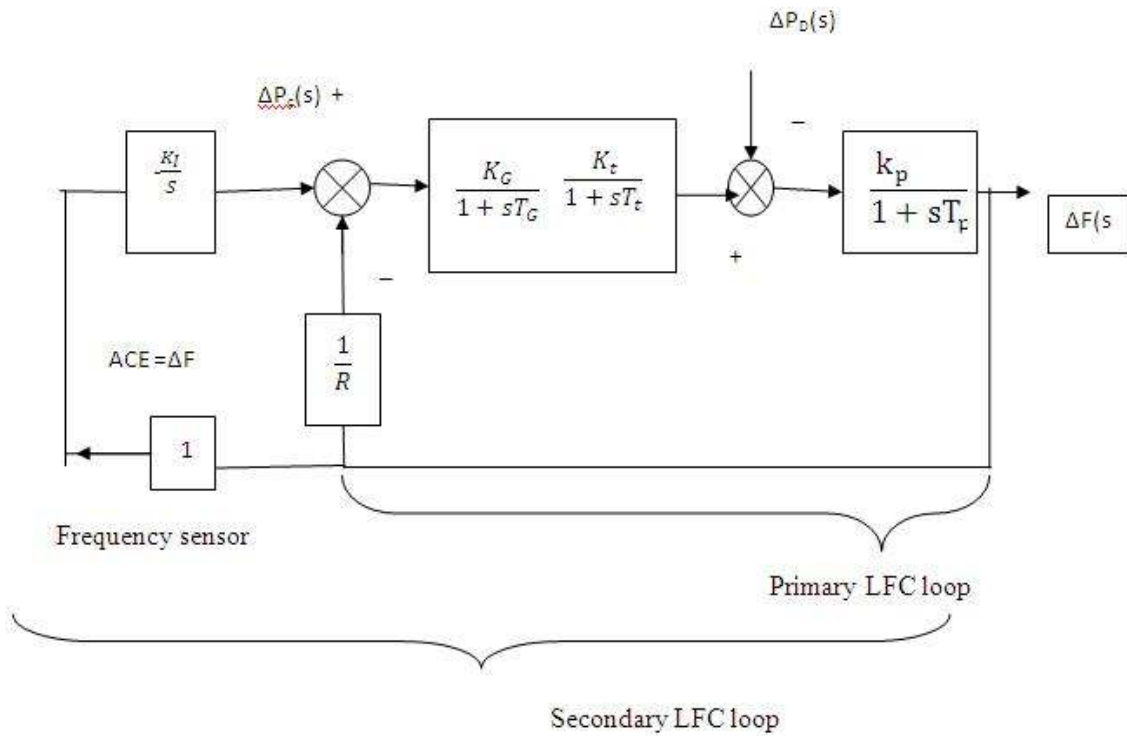 ΔP_D(s)
ΔP_c(s) +
−
-K_I/s
K_G/(1 + sT_G) K_t/(1 + sT_t)
k_p/(1 + sT_p)
ΔF(s
+
−
ACE=ΔF
1/R
1
Frequency sensor
Primary LFC loop
Secondary LFC loop